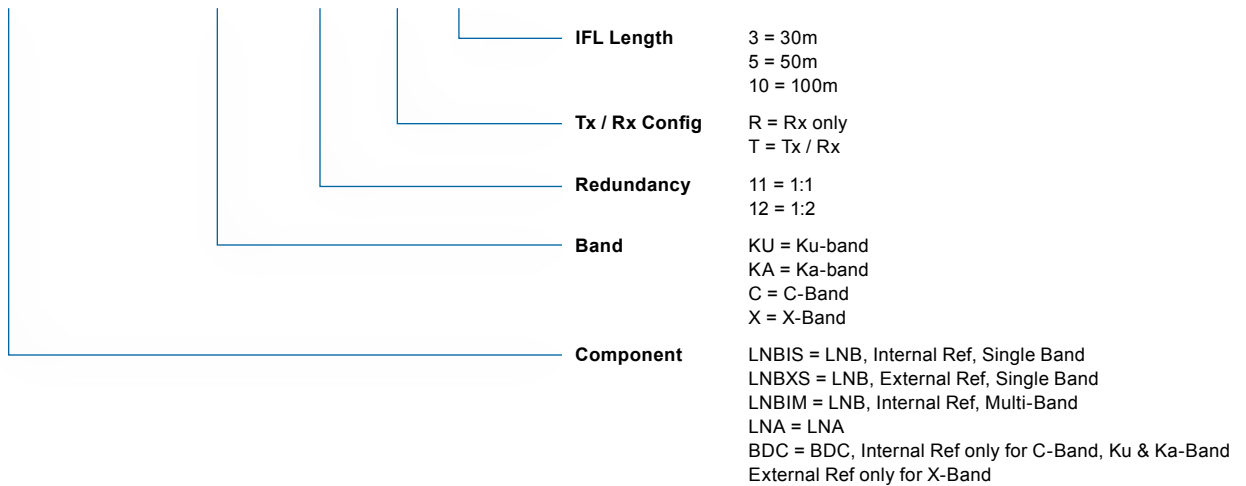 IFL Length 3 = 30m
5 = 50m
10 = 100m
Tx / Rx Config R = Rx only
T = Tx / Rx
Redundancy 11 = 1:1
12 = 1:2
Band KU = Ku-band
KA = Ka-band
C = C-Band
X = X-Band
Component LNBIS = LNB, Internal Ref, Single Band
LNBXS = LNB, External Ref, Single Band
LNBIM = LNB, Internal Ref, Multi-Band
LNA = LNA
BDC = BDC, Internal Ref only for C-Band, Ku & Ka-Band
External Ref only for X-Band